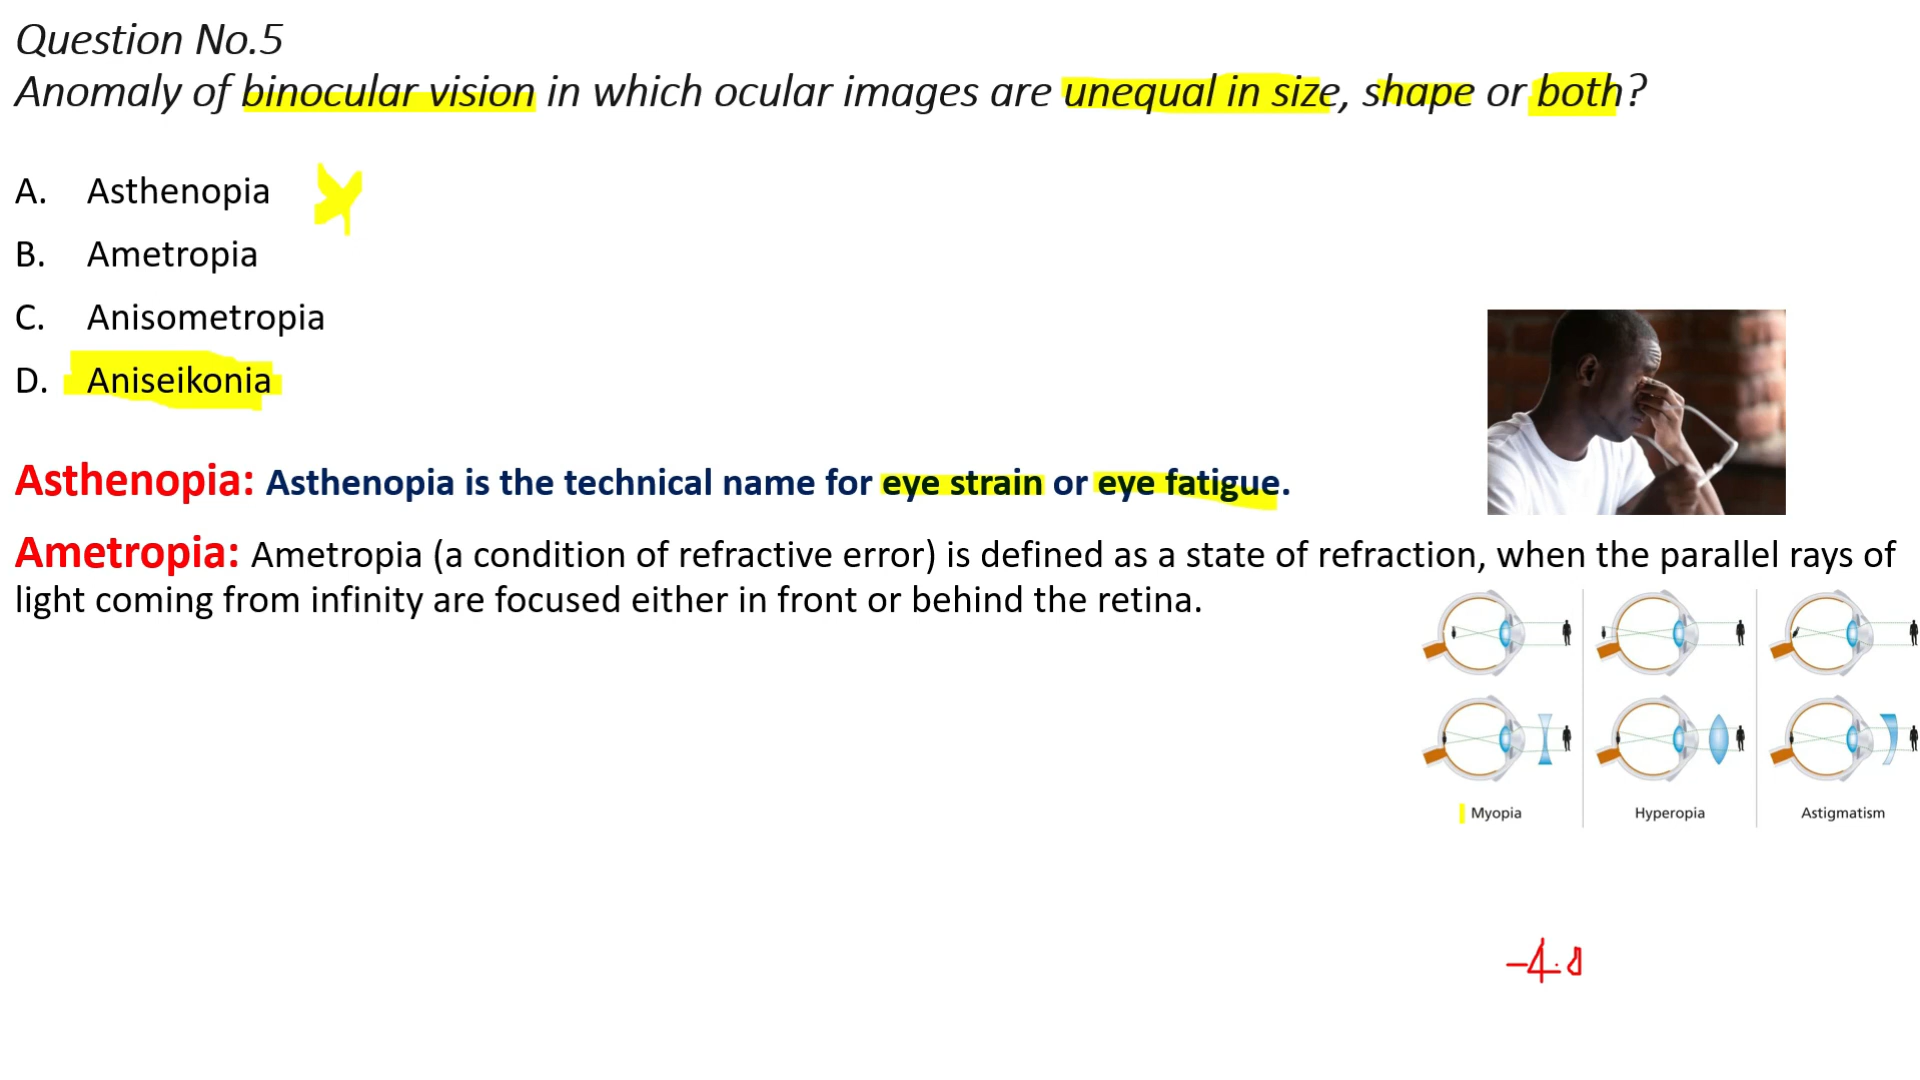 Question No.5
Anomaly of binocular vision in which ocular images are unequal in size, shape or both?
A. Asthenopia
B. Ametropia
C. Anisometropia
D. Aniseikonia
Asthenopia: Asthenopia is the technical name for eye strain or eye fatigue.
Ametropia: Ametropia (a condition of refractive error) is defined as a state of refraction, when the parallel rays of
light coming from infinity are focused either in front or behind the retina.
Myopia Hyperopia Astigmatism
-4.0